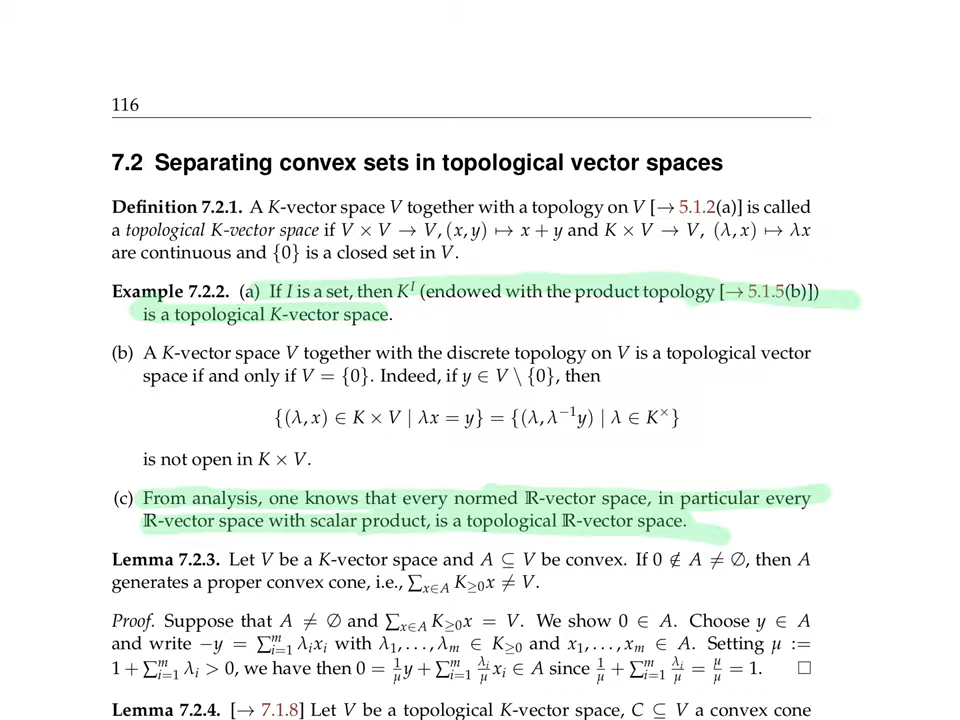 116
7.2 Separating convex sets in topological vector spaces
Definition 7.2.1. A K-vector space V together with a topology on V [→ 5.1.2(a)] is called
a topological K-vector space if V × V → V, (x, y) ↦ x + y and K × V → V, (λ, x) ↦ λx
are continuous and {0} is a closed set in V.
Example 7.2.2. (a) If I is a set, then Kᴵ (endowed with the product topology [→ 5.1.5(b)])
is a topological K-vector space.
(b) A K-vector space V together with the discrete topology on V is a topological vector
space if and only if V = {0}. Indeed, if y ∈ V \ {0}, then
{(λ, x) ∈ K × V | λx = y} = {(λ, λ⁻¹y) | λ ∈ K^×}
is not open in K × V.
(c) From analysis, one knows that every normed ℝ-vector space, in particular every
ℝ-vector space with scalar product, is a topological ℝ-vector space.
Lemma 7.2.3. Let V be a K-vector space and A ⊆ V be convex. If 0 ∉ A ≠ ∅, then A
generates a proper convex cone, i.e., ∑_{x∈A} K_{≥0}x ≠ V.
Proof. Suppose that A ≠ ∅ and ∑_{x∈A} K_{≥0}x = V. We show 0 ∈ A. Choose y ∈ A
and write −y = ∑_{i=1}^m λ_i x_i with λ_1, . . . , λ_m ∈ K_{≥0} and x_1, . . . , x_m ∈ A. Setting μ :=
1 + ∑_{i=1}^m λ_i > 0, we have then 0 = \frac{1}{μ}y + ∑_{i=1}^m \frac{λ_i}{μ} x_i ∈ A since \frac{1}{μ} + ∑_{i=1}^m \frac{λ_i}{μ} = \frac{μ}{μ} = 1. □
Lemma 7.2.4. [→ 7.1.8] Let V be a topological K-vector space, C ⊆ V a convex cone